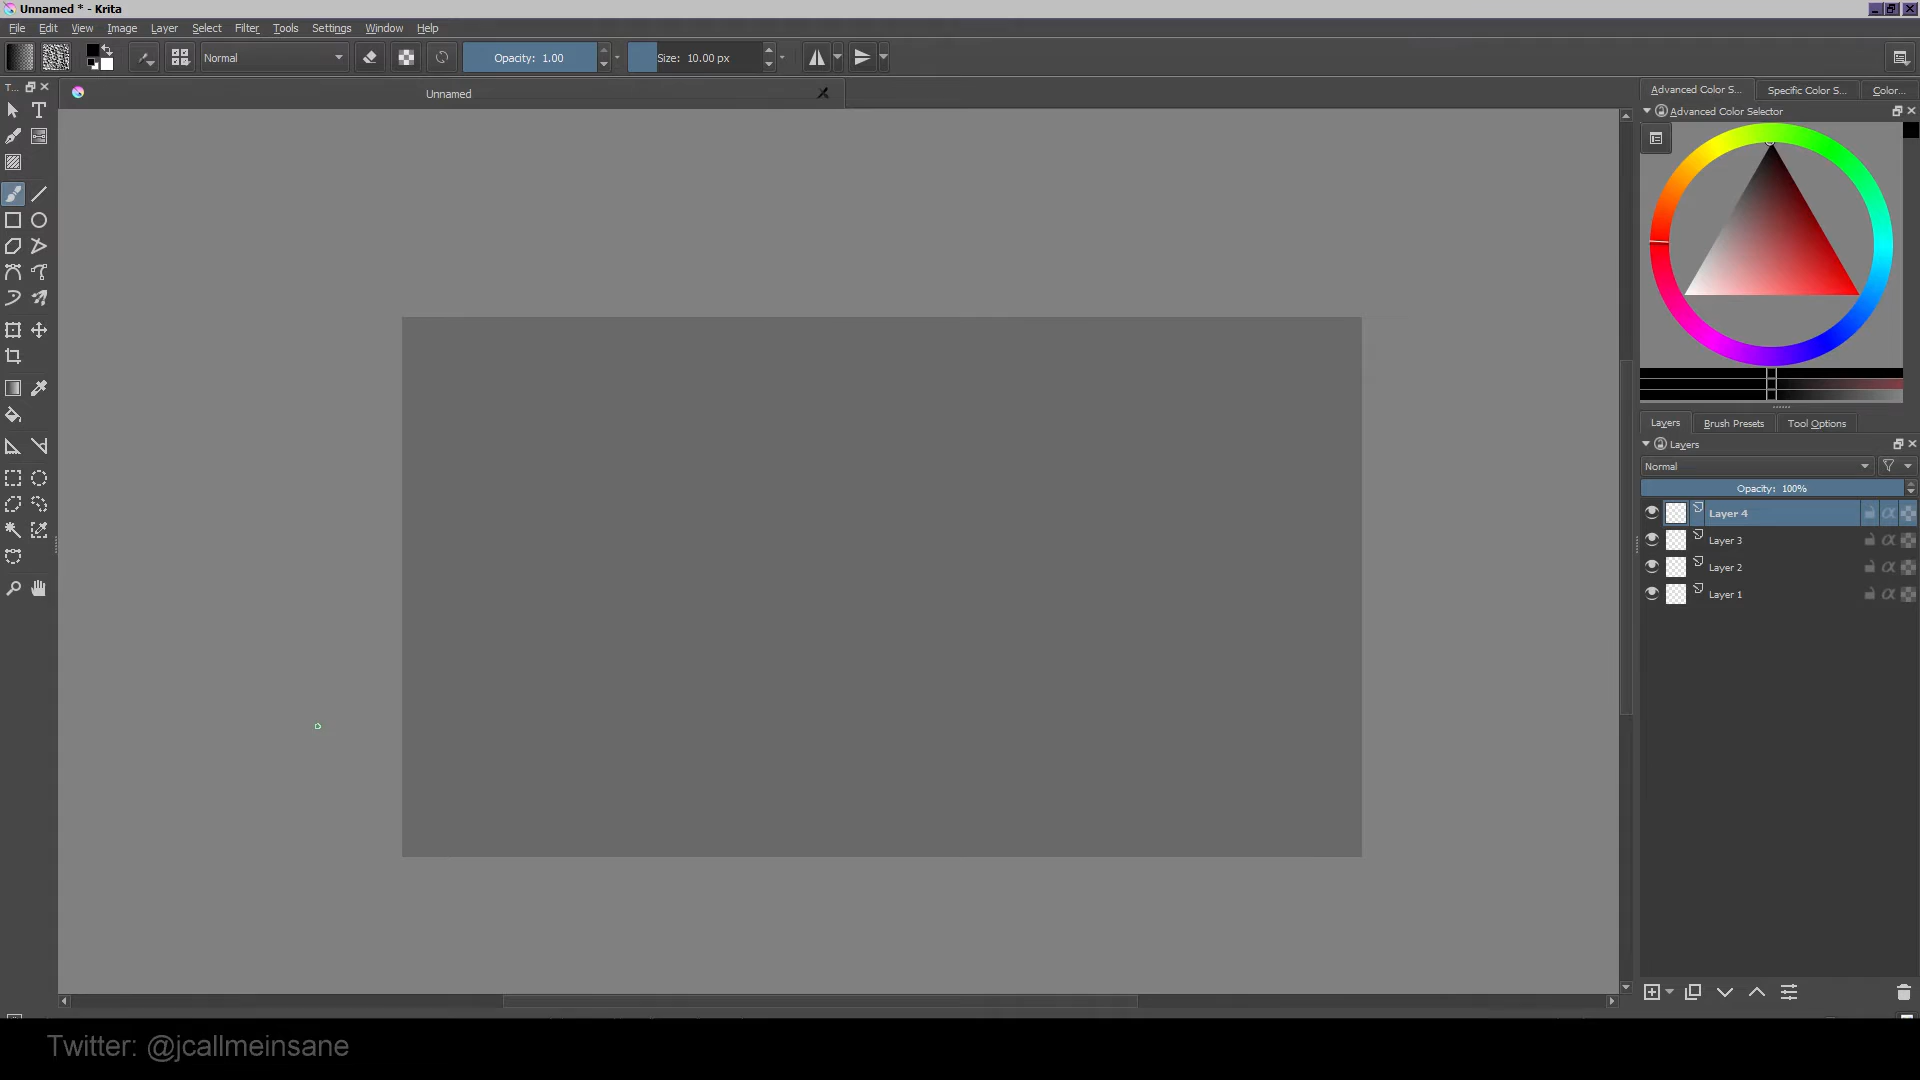 Unnamed * - Krita
File Edit View Image Layer Select Filter Tools Settings Window Help
Normal
Opacity: 1.00
Size: 10.00 px
T...
Unnamed
Advanced Color S...
Specific Color S...
Color...
Advanced Color Selector
Layers
Brush Presets
Tool Options
Layers
Normal
Opacity: 100%
Layer 4
Layer 3
Layer 2
Layer 1
Twitter: @jcallmeinsane